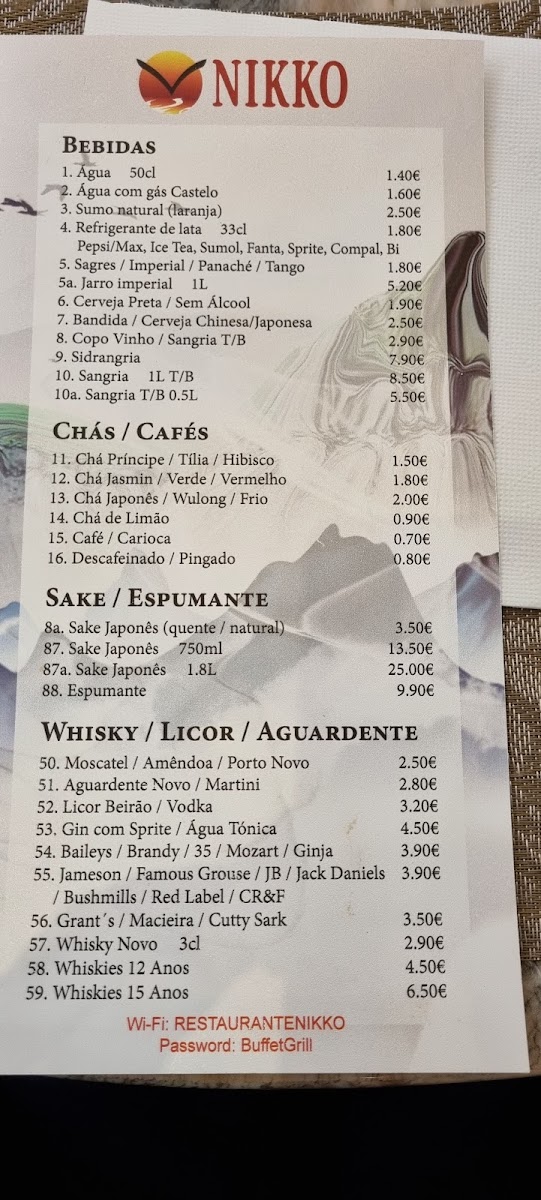 NIKKO
BEBIDAS
1. Água 50cl 1.40€
2. Água com gás Castelo 1.60€
3. Sumo natural (laranja) 2.50€
4. Refrigerante de lata 33cl 1.80€
Pepsi/Max, Ice Tea, Sumol, Fanta, Sprite, Compal, Bi
5. Sagres / Imperial / Panaché / Tango 1.80€
5a. Jarro imperial 1L 5.20€
6. Cerveja Preta / Sem Álcool 1.90€
7. Bandida / Cerveja Chinesa/Japonesa 2.50€
8. Copo Vinho / Sangria T/B 2.90€
9. Sidrangria 7.90€
10. Sangria 1L T/B 8.50€
10a. Sangria T/B 0.5L 5.50€
CHÁS / CAFÉS
11. Chá Príncipe / Tília / Hibisco 1.50€
12. Chá Jasmin / Verde / Vermelho 1.80€
13. Chá Japonês / Wulong / Frio 2.00€
14. Chá de Limão 0.90€
15. Café / Carioca 0.70€
16. Descafeinado / Pingado 0.80€
SAKE / ESPUMANTE
8a. Sake Japonês (quente / natural) 3.50€
87. Sake Japonês 750ml 13.50€
87a. Sake Japonês 1.8L 25.00€
88. Espumante 9.90€
WHISKY / LICOR / AGUARDENTE
50. Moscatel / Amêndoa / Porto Novo 2.50€
51. Aguardente Novo / Martini 2.80€
52. Licor Beirão / Vodka 3.20€
53. Gin com Sprite / Água Tónica 4.50€
54. Baileys / Brandy / 35 / Mozart / Ginja 3.90€
55. Jameson / Famous Grouse / JB / Jack Daniels 3.90€
/ Bushmills / Red Label / CR&F
56. Grant´s / Macieira / Cutty Sark 3.50€
57. Whisky Novo 3cl 2.90€
58. Whiskies 12 Anos 4.50€
59. Whiskies 15 Anos 6.50€
Wi-Fi: RESTAURANTENIKKO
Password: BuffetGrill